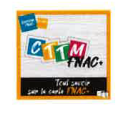 CTTM
FNAC+
Tout savoir
sur la carte FNAC+